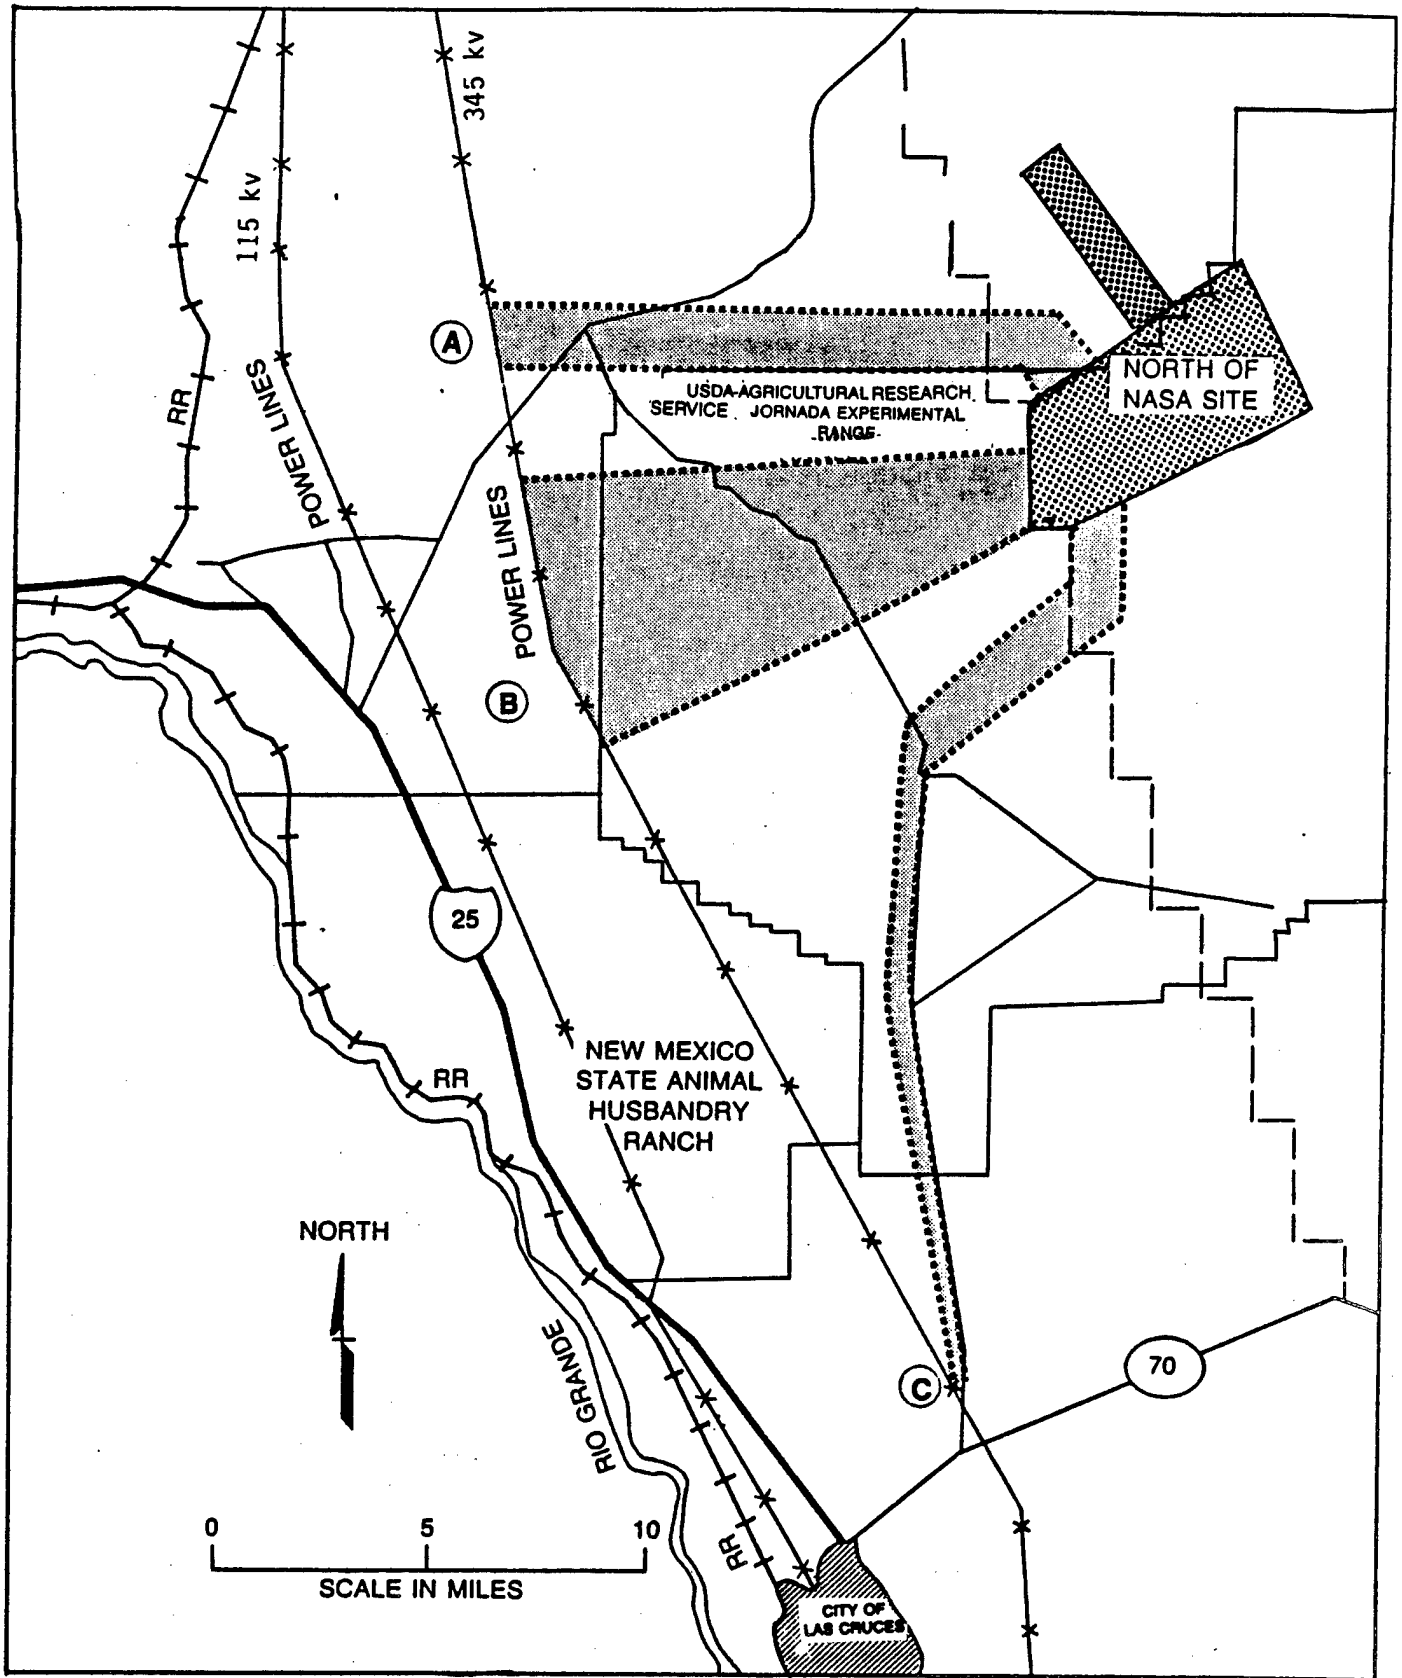 345 kv
115 kv
A
RR
POWER LINES
NORTH OF
NASA SITE
USDA-AGRICULTURAL RESEARCH
SERVICE . JORNADA EXPERIMENTAL
RANGE
POWER LINES
B
25
NEW MEXICO
STATE ANIMAL
HUSBANDRY
RANCH
RR
NORTH
RIO GRANDE
C
70
0 5 10
SCALE IN MILES
RR
CITY OF
LAS CRUCES